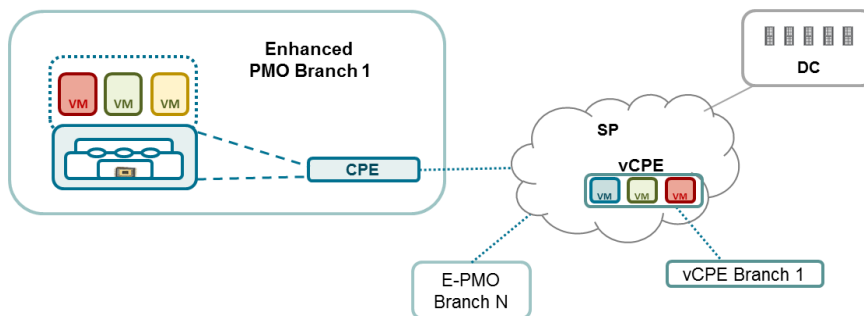 Enhanced
PMO Branch 1
VM VM VM
CPE
DC
SP
vCPE
VM VM VM
E-PMO
Branch N
vCPE Branch 1